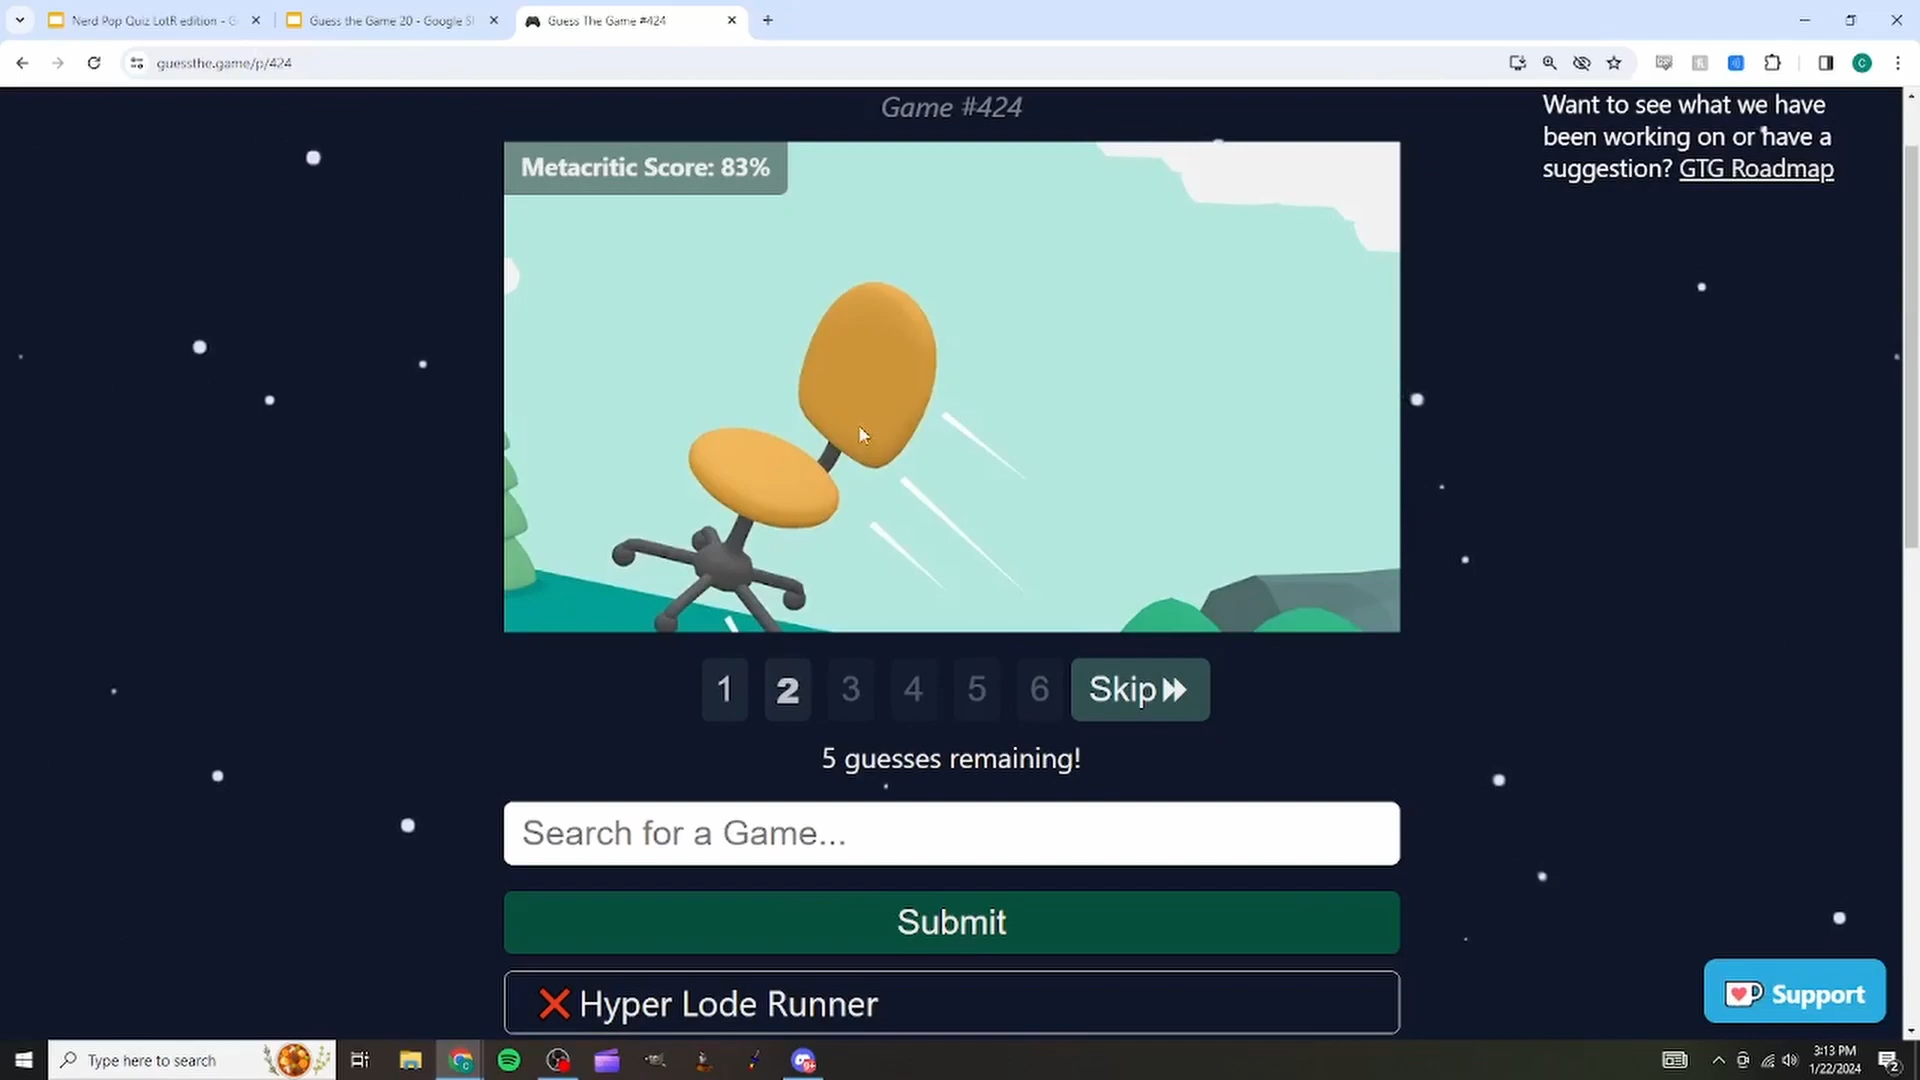 Nerd Pop Quiz LotR edition - G
Guess the Game 20 - Google Sl
Guess The Game #424
guessthe.game/p/424
C
Game #424
Want to see what we have
been working on or have a
suggestion? GTG Roadmap
Metacritic Score: 83%
1 2 3 4 5 6 Skip
5 guesses remaining!
Search for a Game...
Submit
Hyper Lode Runner
Support
Type here to search
3:13 PM
1/22/2024
2